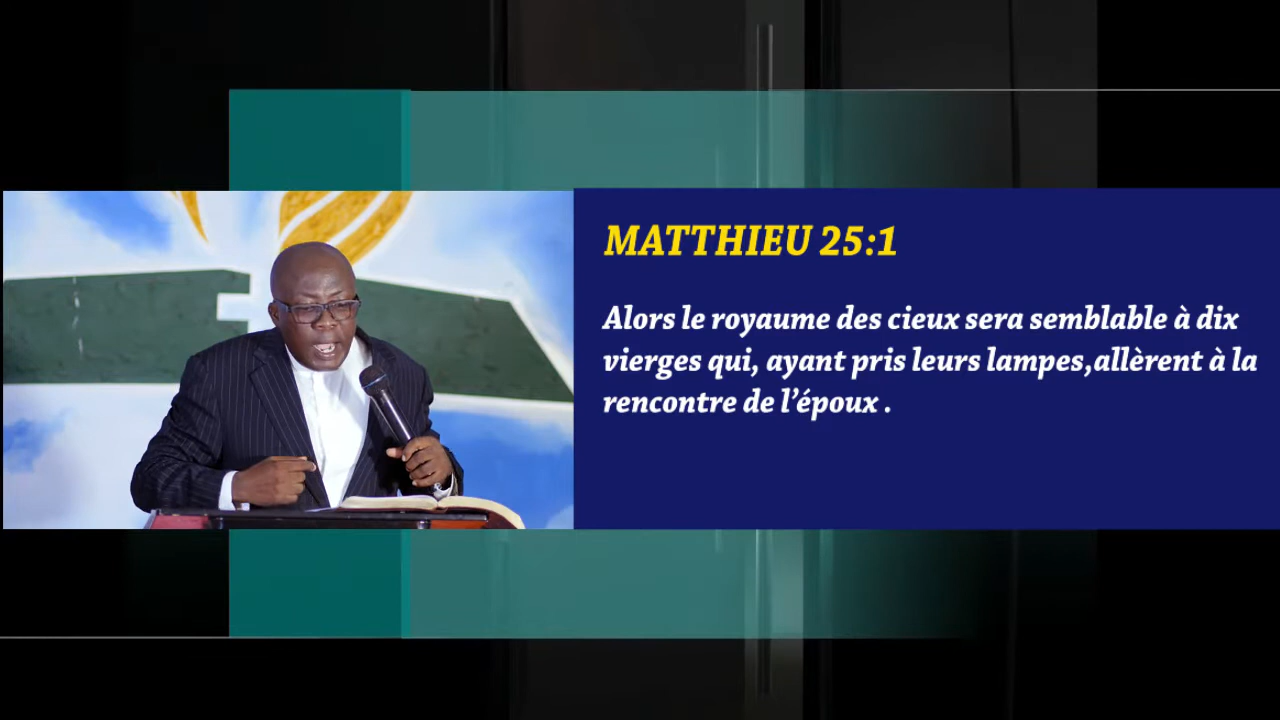 MATTHIEU 25:1
Alors le royaume des cieux sera semblable à dix
vierges qui, ayant pris leurs lampes,allèrent à la
rencontre de l'époux .